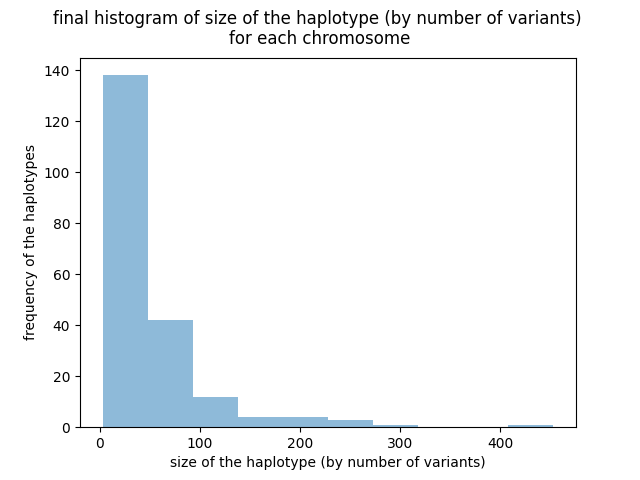 final histogram of size of the haplotype (by number of variants)
for each chromosome
140
120
100
80
60
40
20
0
frequency of the haplotypes
0 100 200 300 400
size of the haplotype (by number of variants)